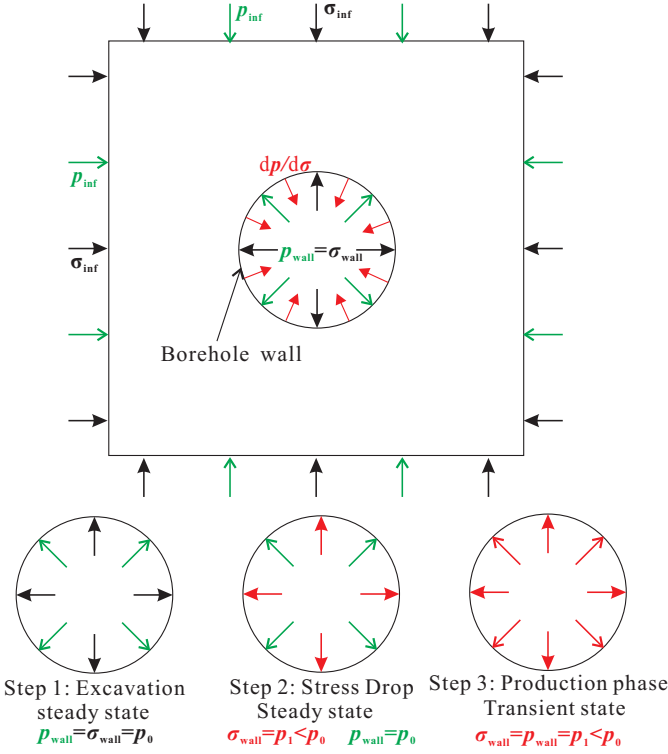 p_inf σ_inf
dp/dσ
p_inf
p_wall=σ_wall
σ_inf
Borehole wall
Step 1: Excavation
steady state
p_wall=σ_wall=p_0
Step 2: Stress Drop
Steady state
σ_wall=p_1<p_0 p_wall=p_0
Step 3: Production phase
Transient state
σ_wall=p_wall=p_1<p_0